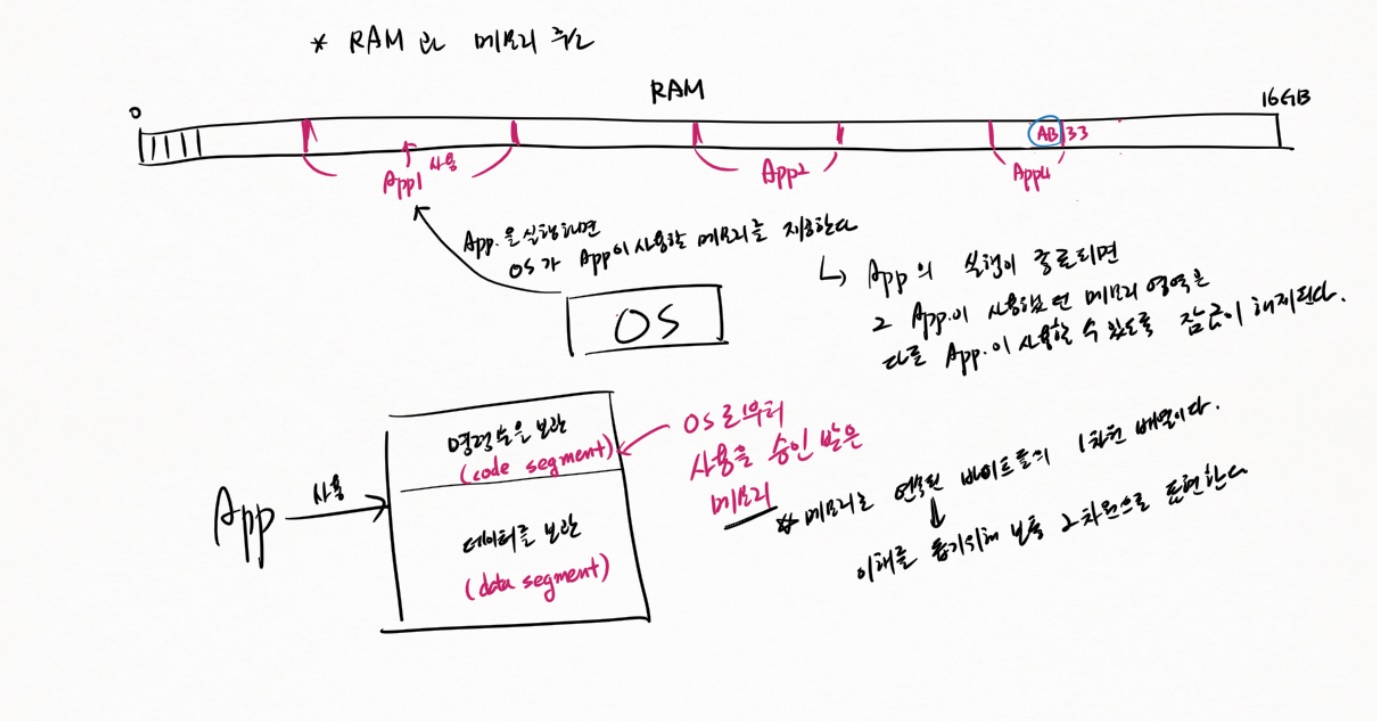 * RAM 과 메모리 주소
RAM
0
16GB
AB 33
App1 사용
App2
App4
App.을 실행하면
OS가 App이 사용할 메모리를 제공한다
↳ App의 실행이 종료되면
그 App.이 사용했던 메모리 영역은
다른 App.이 사용할 수 있도록 잠금이 해제된다.
OS
App
사용
명령들은 보관
(code segment)
데이터를 보관
(data segment)
OS로부터
사용을 승인 받은
메모리
* 메모리는 연속된 바이트들의 1차원 배열이다.
이해를 돕기위해 보통 2차원으로 표현한다